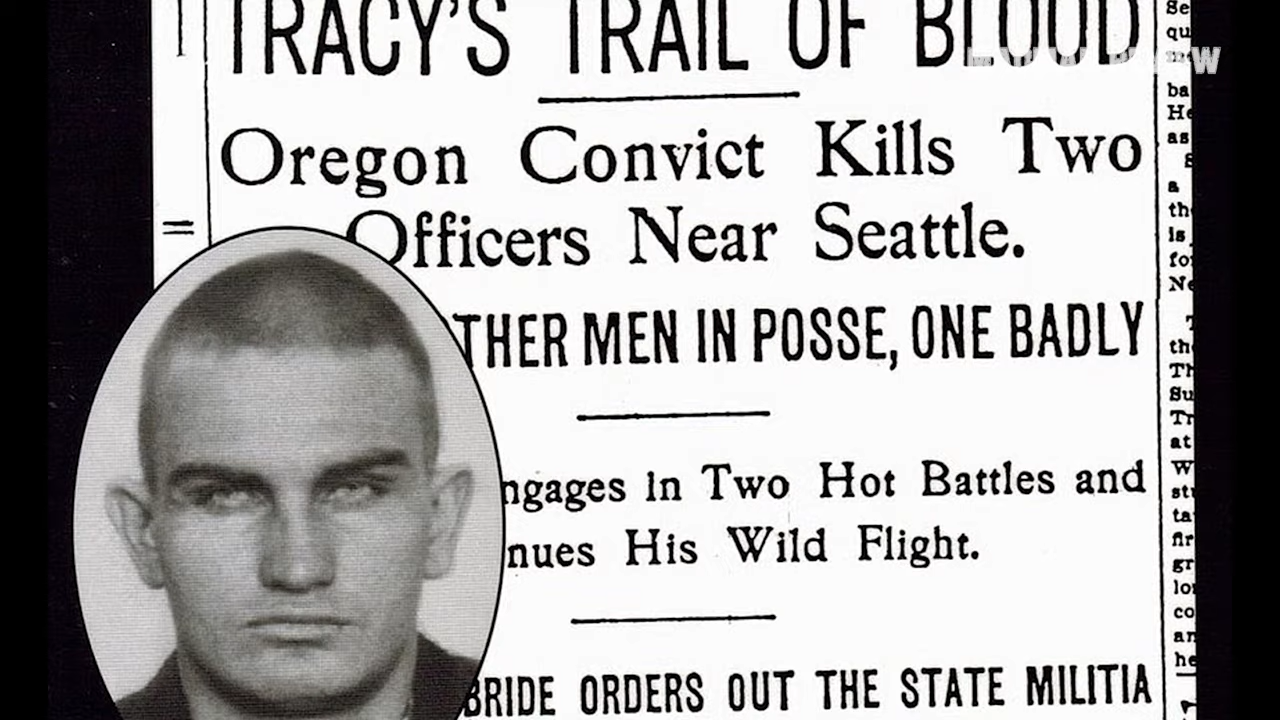 TRACY'S TRAIL OF BLOOD
Oregon Convict Kills Two
Officers Near Seattle.
THER MEN IN POSSE, ONE BADLY
ngages in Two Hot Battles and
nues His Wild Flight.
BRIDE ORDERS OUT THE STATE MILITIA